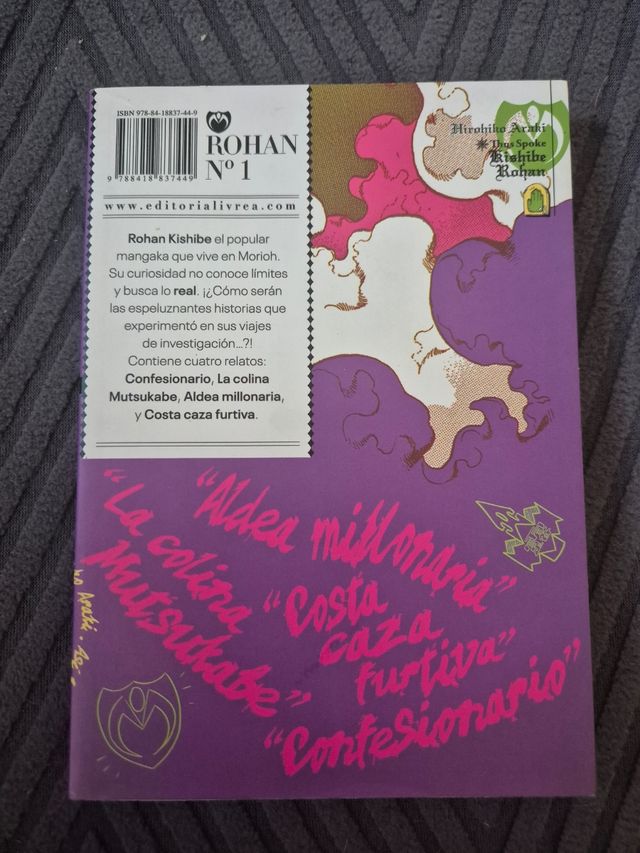 ISBN 978-84-18837-44-9
9 788418 837449
ROHAN
Nº 1
www.editorialivrea.com
Rohan Kishibe el popular
mangaka que vive en Morioh.
Su curiosidad no conoce límites
y busca lo real. ¡¿Cómo serán
las espeluznantes historias que
experimentó en sus viajes
de investigación...?!
Contiene cuatro relatos:
Confesionario, La colina
Mutsukabe, Aldea millonaria,
y Costa caza furtiva.
Hirohiko Araki
Thus Spoke
Kishibe
Rohan
"Aldea millonaria"
"La colina
Mutsukabe"
"Costa
caza
furtiva"
"Confesionario"
Araki.